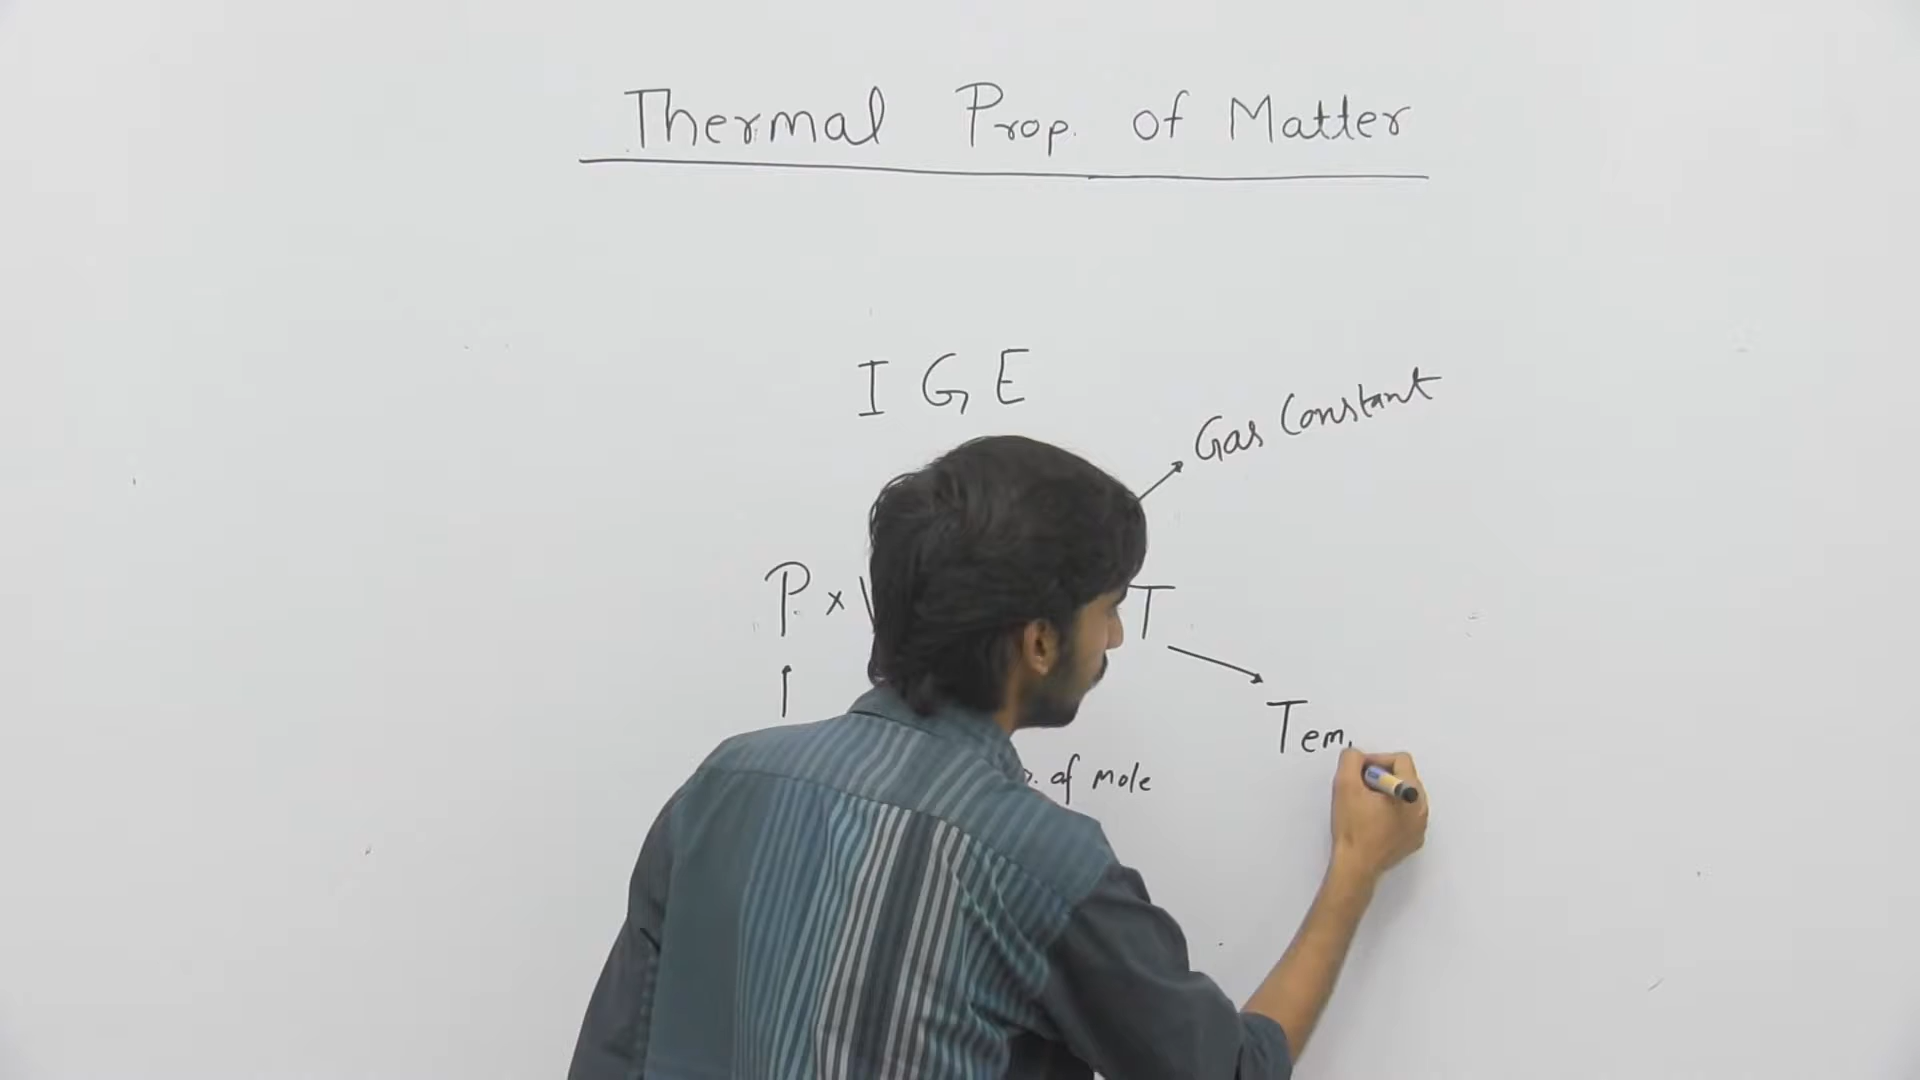 Thermal Prop. of Matter
I G E
Gas Constant
P × T
Tem
of mole